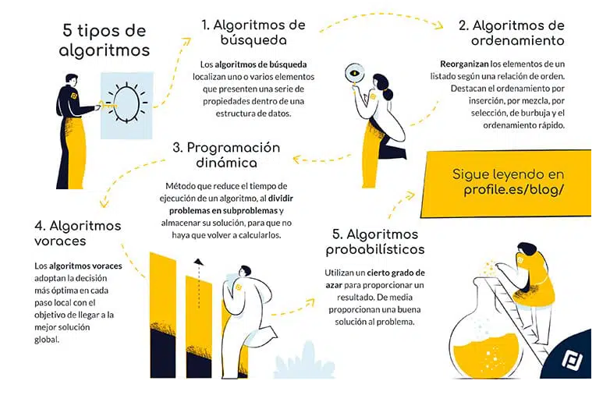 5 tipos de
algoritmos
1. Algoritmos de
búsqueda
Los algoritmos de búsqueda
localizan uno o varios elementos
que presenten una serie de
propiedades dentro de una
estructura de datos.
2. Algoritmos de
ordenamiento
Reorganizan los elementos de un
listado según una relación de orden.
Destacan el ordenamiento por
inserción, por mezcla, por
selección, de burbuja y el
ordenamiento rápido.
3. Programación
dinámica
Método que reduce el tiempo de
ejecución de un algoritmo, al dividir
problemas en subproblemas y
almacenar su solución, para que no
haya que volver a calcularlos.
Sigue leyendo en
profile.es/blog/
4. Algoritmos
voraces
Los algoritmos voraces
adoptan la decisión
más óptima en cada
paso local con el
objetivo de llegar a la
mejor solución
global.
5. Algoritmos
probabilísticos
Utilizan un cierto grado de
azar para proporcionar un
resultado. De media
proporcionan una buena
solución al problema.